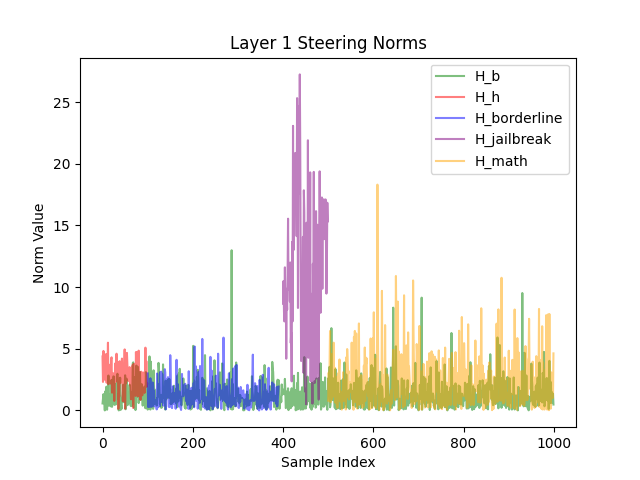 Layer 1 Steering Norms
H_b
H_h
H_borderline
H_jailbreak
H_math
Norm Value
25
20
15
10
5
0
0 200 400 600 800 1000
Sample Index